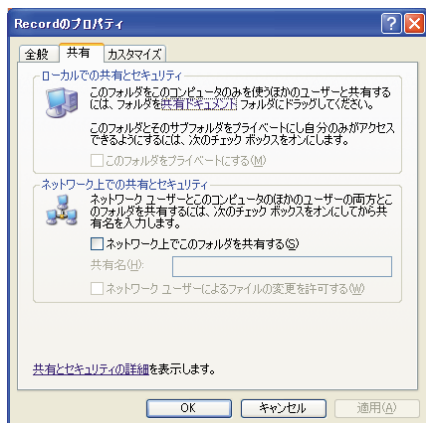 Recordのプロパティ
全般 共有 カスタマイズ
ローカルでの共有とセキュリティ
このフォルダをこのコンピュータのみを使うほかのユーザーと共有する
には、フォルダを共有ドキュメント フォルダにドラッグしてください。
このフォルダとそのサブフォルダをプライベートにし自分のみがアクセス
できるようにするには、次のチェック ボックスをオンにします。
このフォルダをプライベートにする(M)
ネットワーク上での共有とセキュリティ
ネットワーク ユーザーとこのコンピュータのほかのユーザーの両方とこ
のフォルダを共有するには、次のチェック ボックスをオンにしてから共
有名を入力します。
ネットワーク上でこのフォルダを共有する(S)
共有名(H):
ネットワーク ユーザーによるファイルの変更を許可する(W)
共有とセキュリティの詳細を表示します。
OK キャンセル 適用(A)